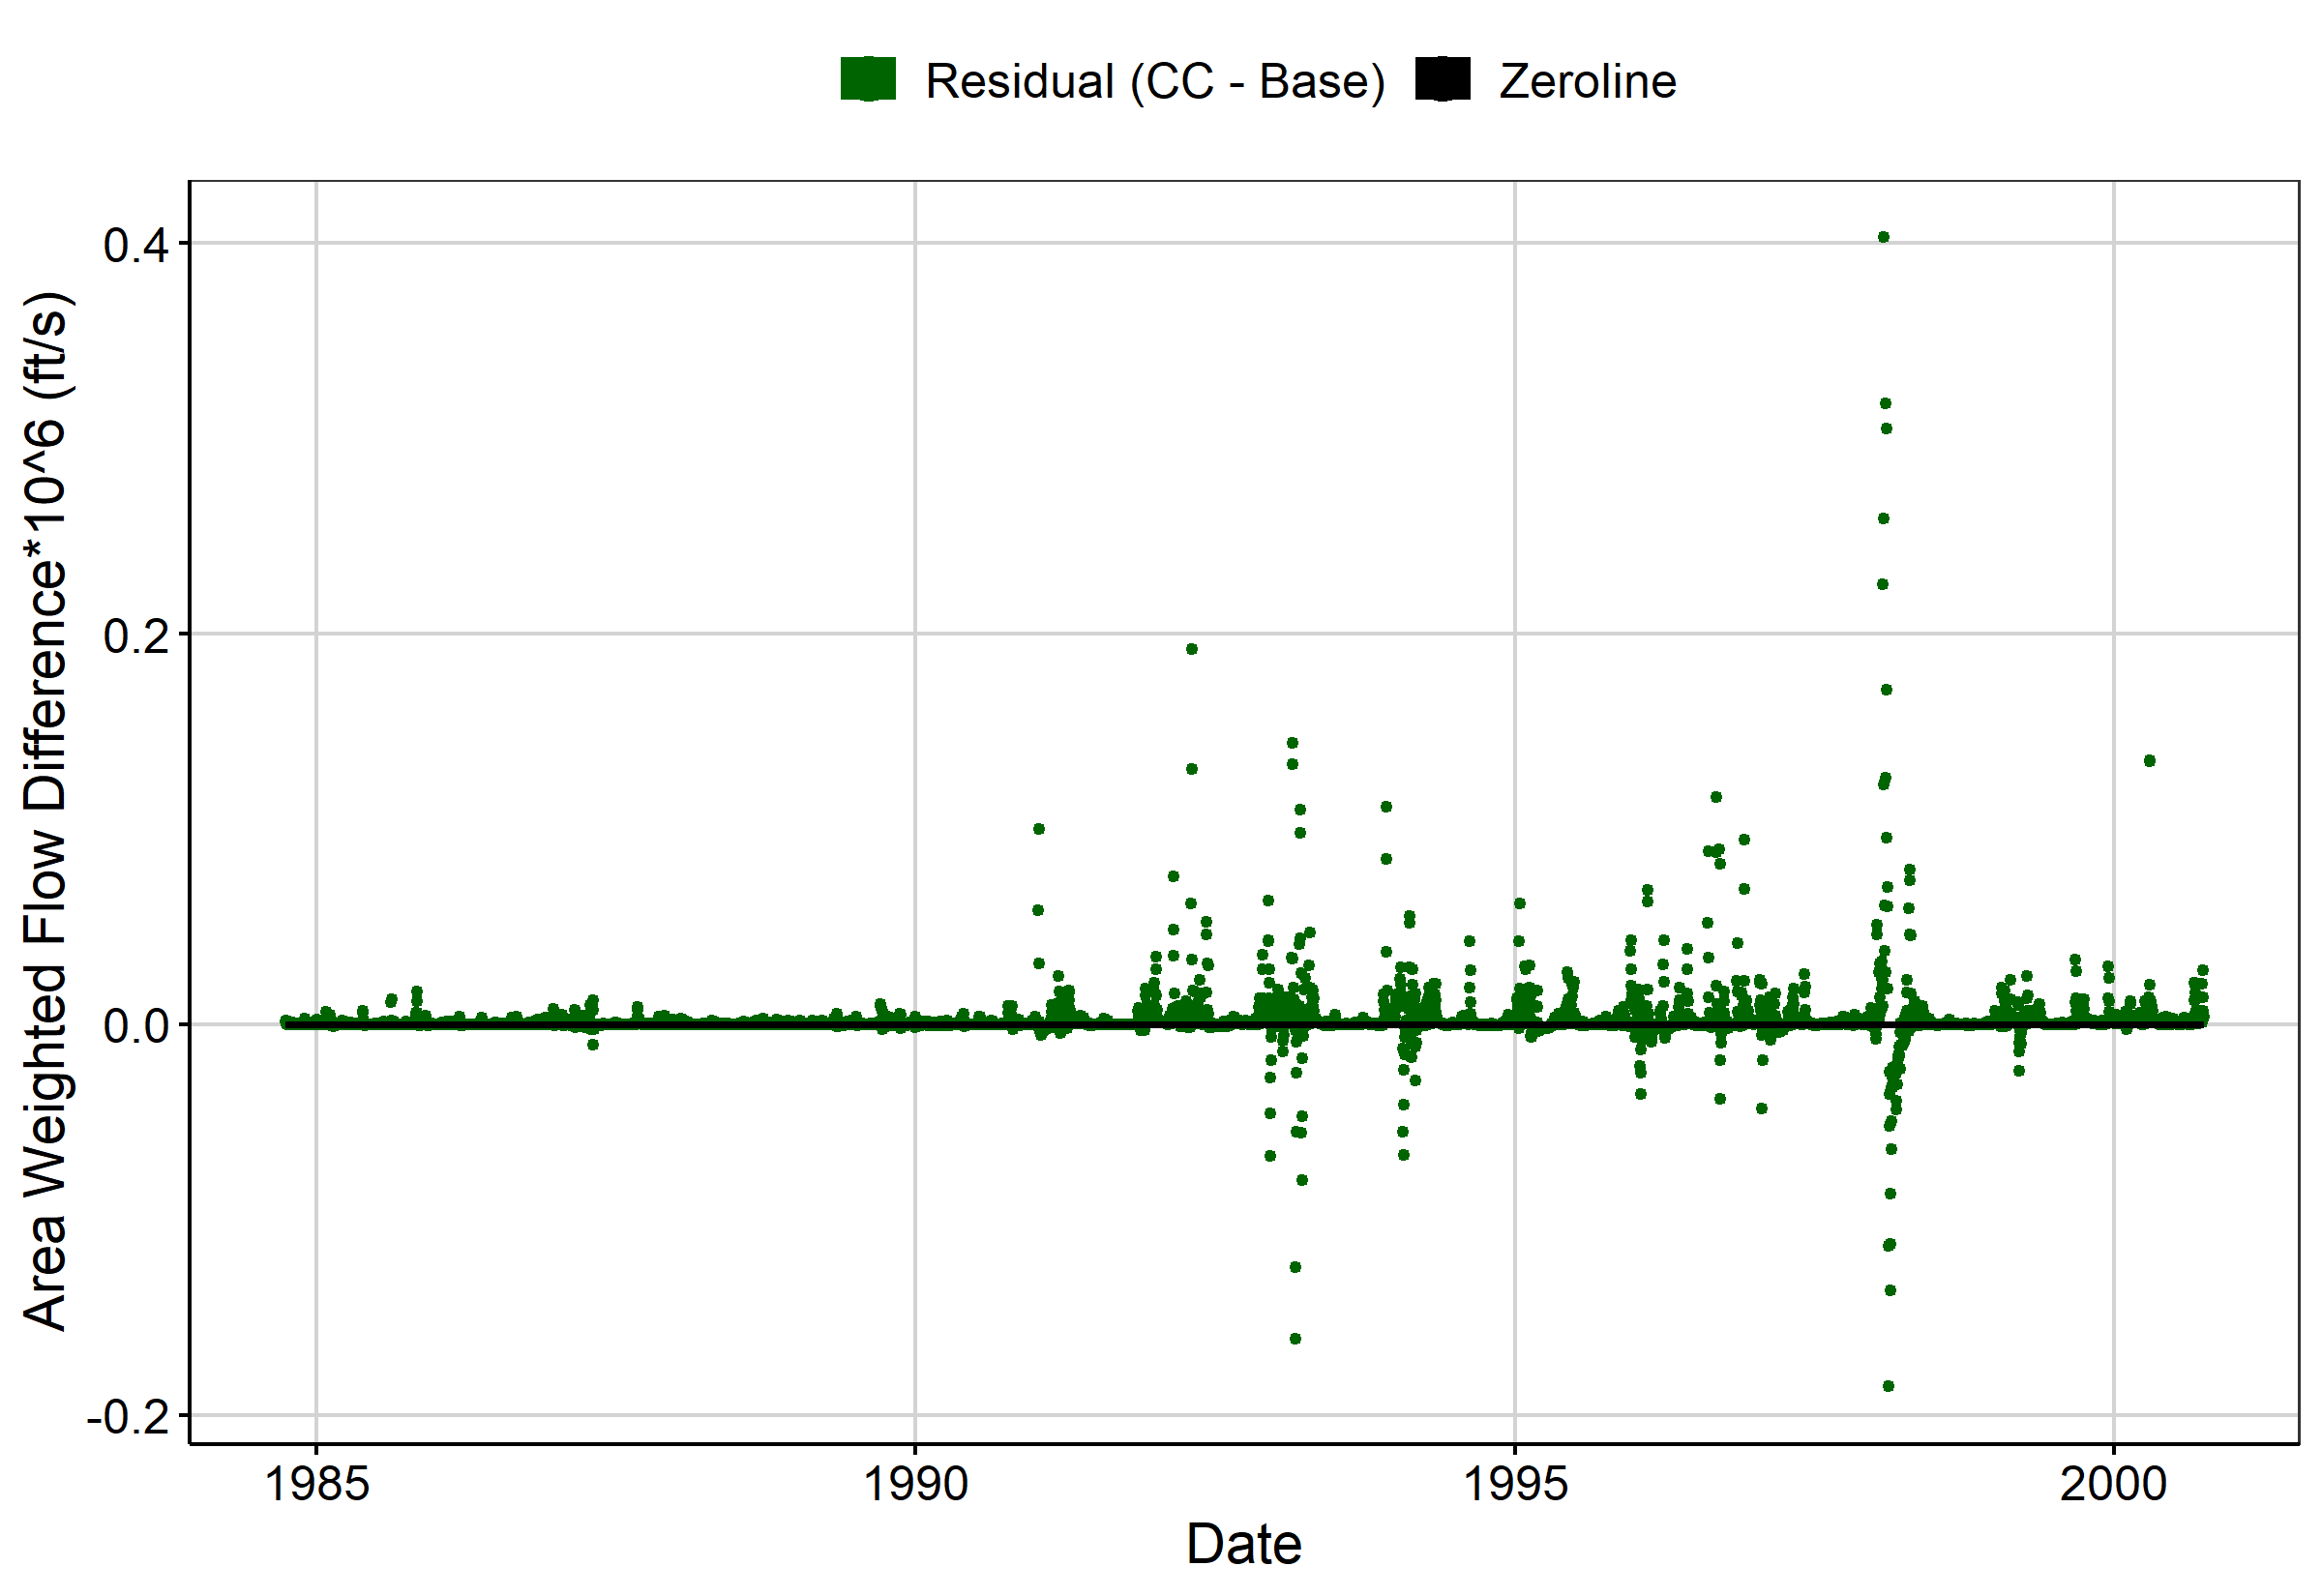 Residual (CC - Base) Zeroline
Area Weighted Flow Difference*10^6 (ft/s)
0.4
0.2
0.0
-0.2
1985 1990 1995 2000
Date